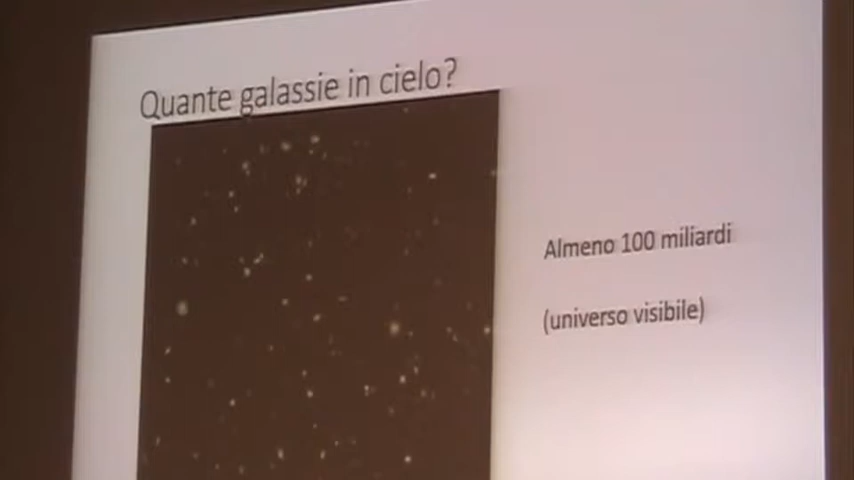 Quante galassie in cielo?
Almeno 100 miliardi
(universo visibile)